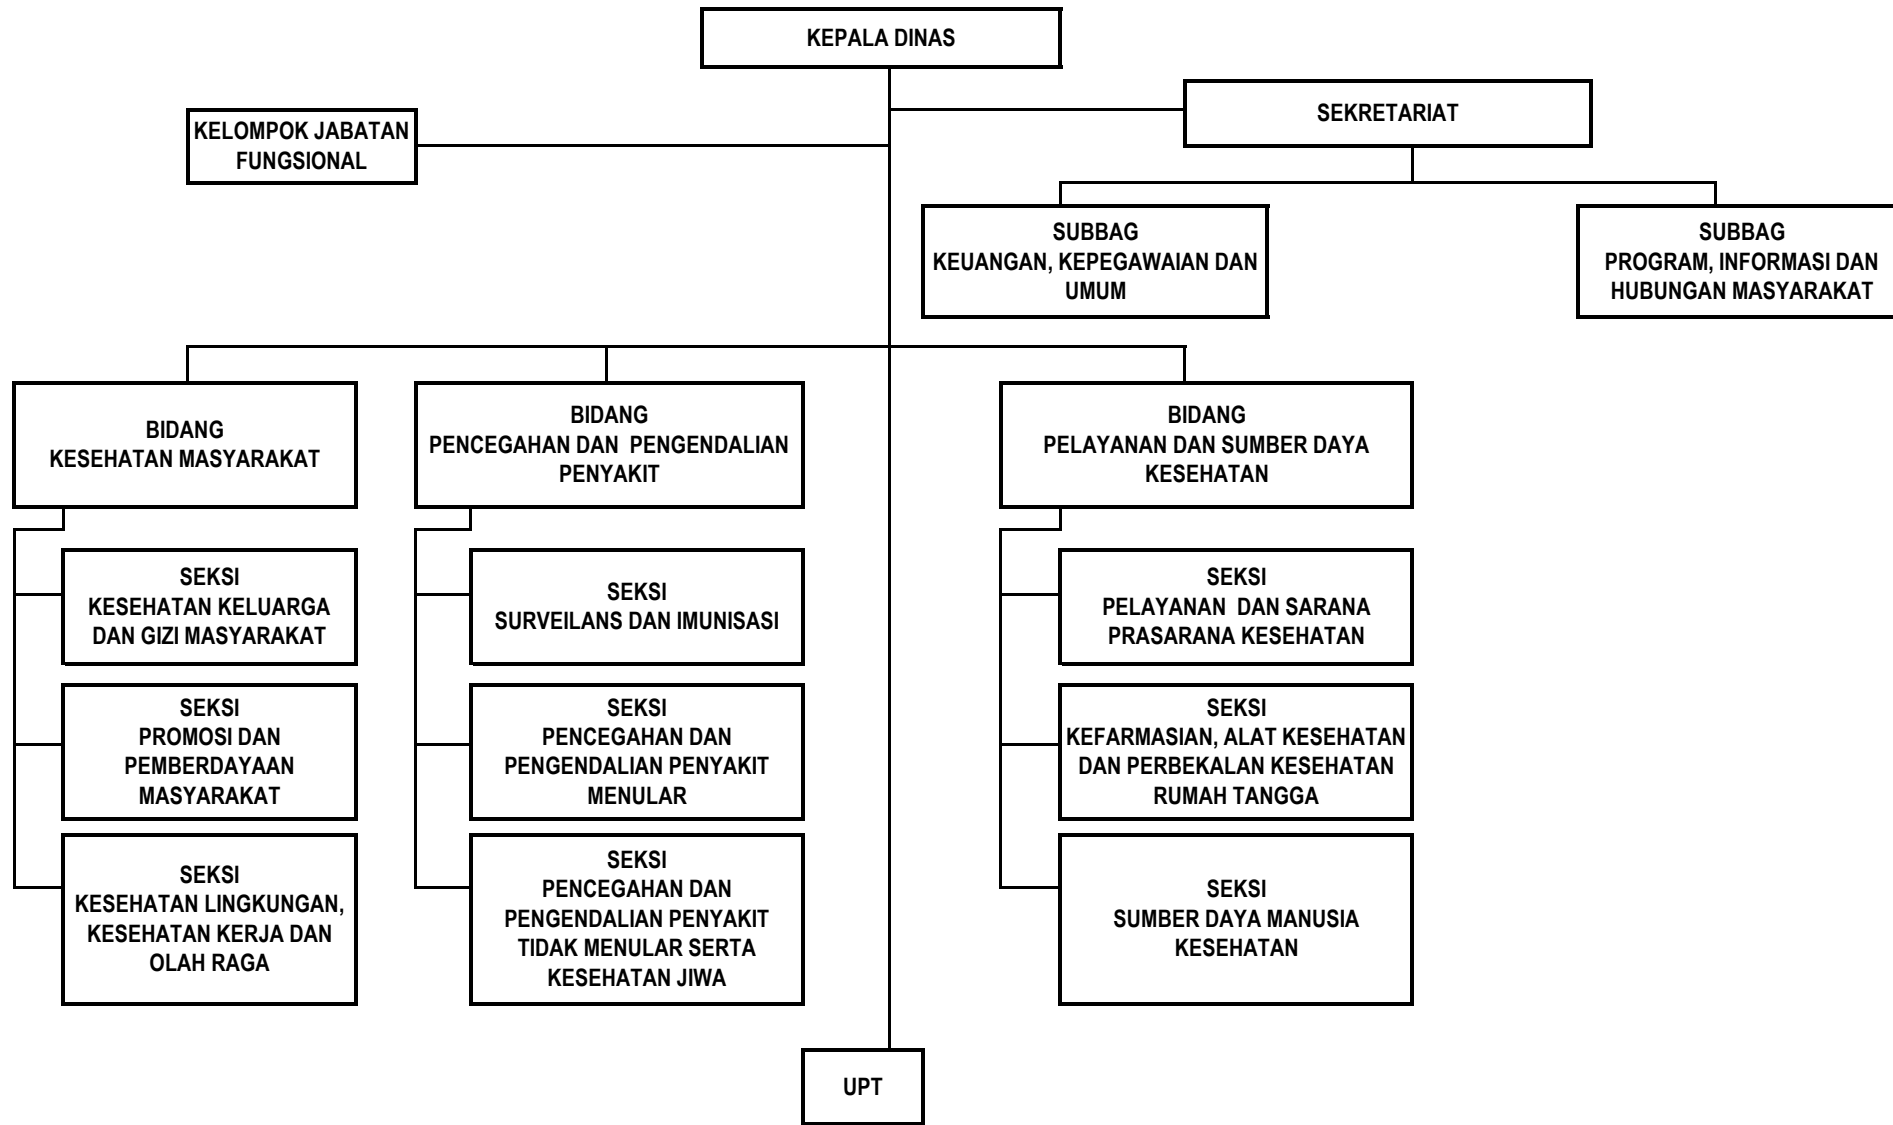 KEPALA DINAS
SEKRETARIAT
KELOMPOK JABATAN
FUNGSIONAL
SUBBAG
KEUANGAN, KEPEGAWAIAN DAN
UMUM
SUBBAG
PROGRAM, INFORMASI DAN
HUBUNGAN MASYARAKAT
BIDANG
KESEHATAN MASYARAKAT
BIDANG
PENCEGAHAN DAN PENGENDALIAN
PENYAKIT
BIDANG
PELAYANAN DAN SUMBER DAYA
KESEHATAN
SEKSI
KESEHATAN KELUARGA
DAN GIZI MASYARAKAT
SEKSI
SURVEILANS DAN IMUNISASI
SEKSI
PELAYANAN DAN SARANA
PRASARANA KESEHATAN
SEKSI
PROMOSI DAN
PEMBERDAYAAN
MASYARAKAT
SEKSI
PENCEGAHAN DAN
PENGENDALIAN PENYAKIT
MENULAR
SEKSI
KEFARMASIAN, ALAT KESEHATAN
DAN PERBEKALAN KESEHATAN
RUMAH TANGGA
SEKSI
KESEHATAN LINGKUNGAN,
KESEHATAN KERJA DAN
OLAH RAGA
SEKSI
PENCEGAHAN DAN
PENGENDALIAN PENYAKIT
TIDAK MENULAR SERTA
KESEHATAN JIWA
SEKSI
SUMBER DAYA MANUSIA
KESEHATAN
UPT